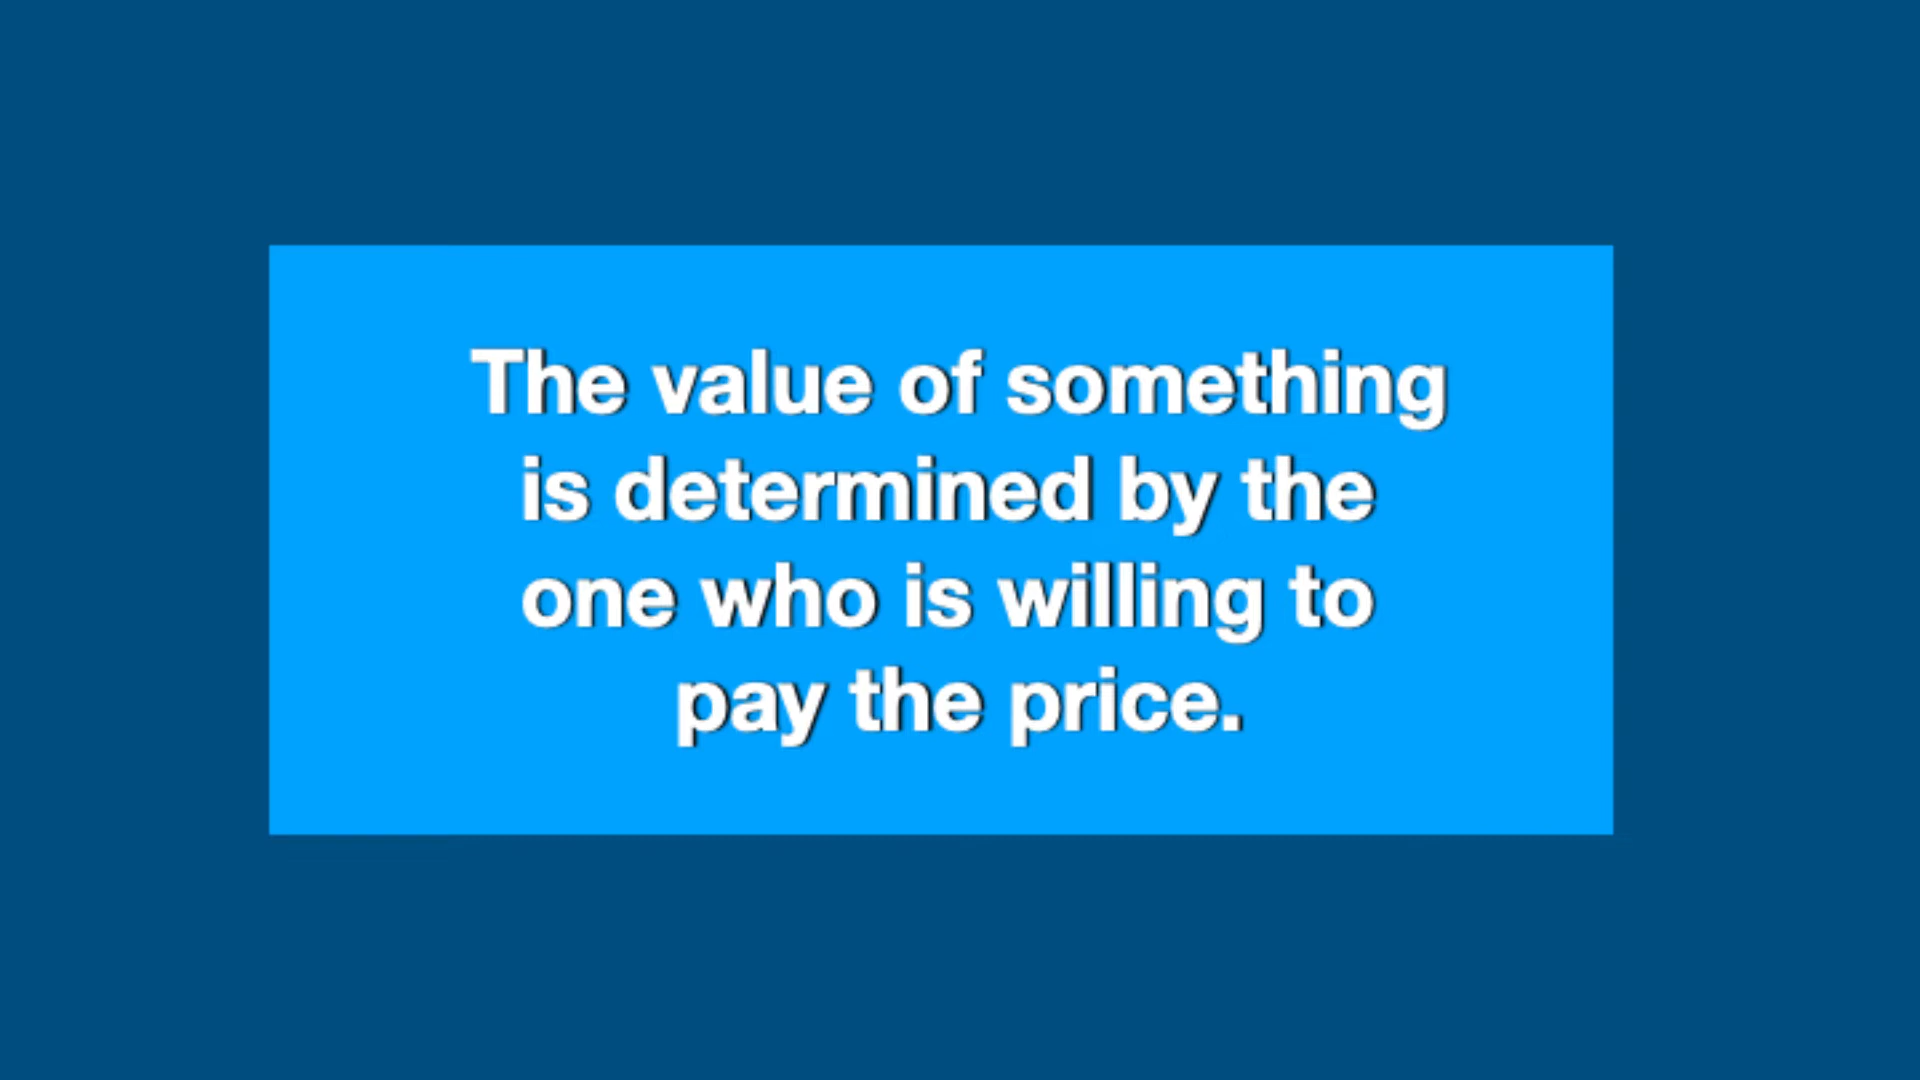 The value of something
is determined by the
one who is willing to
pay the price.